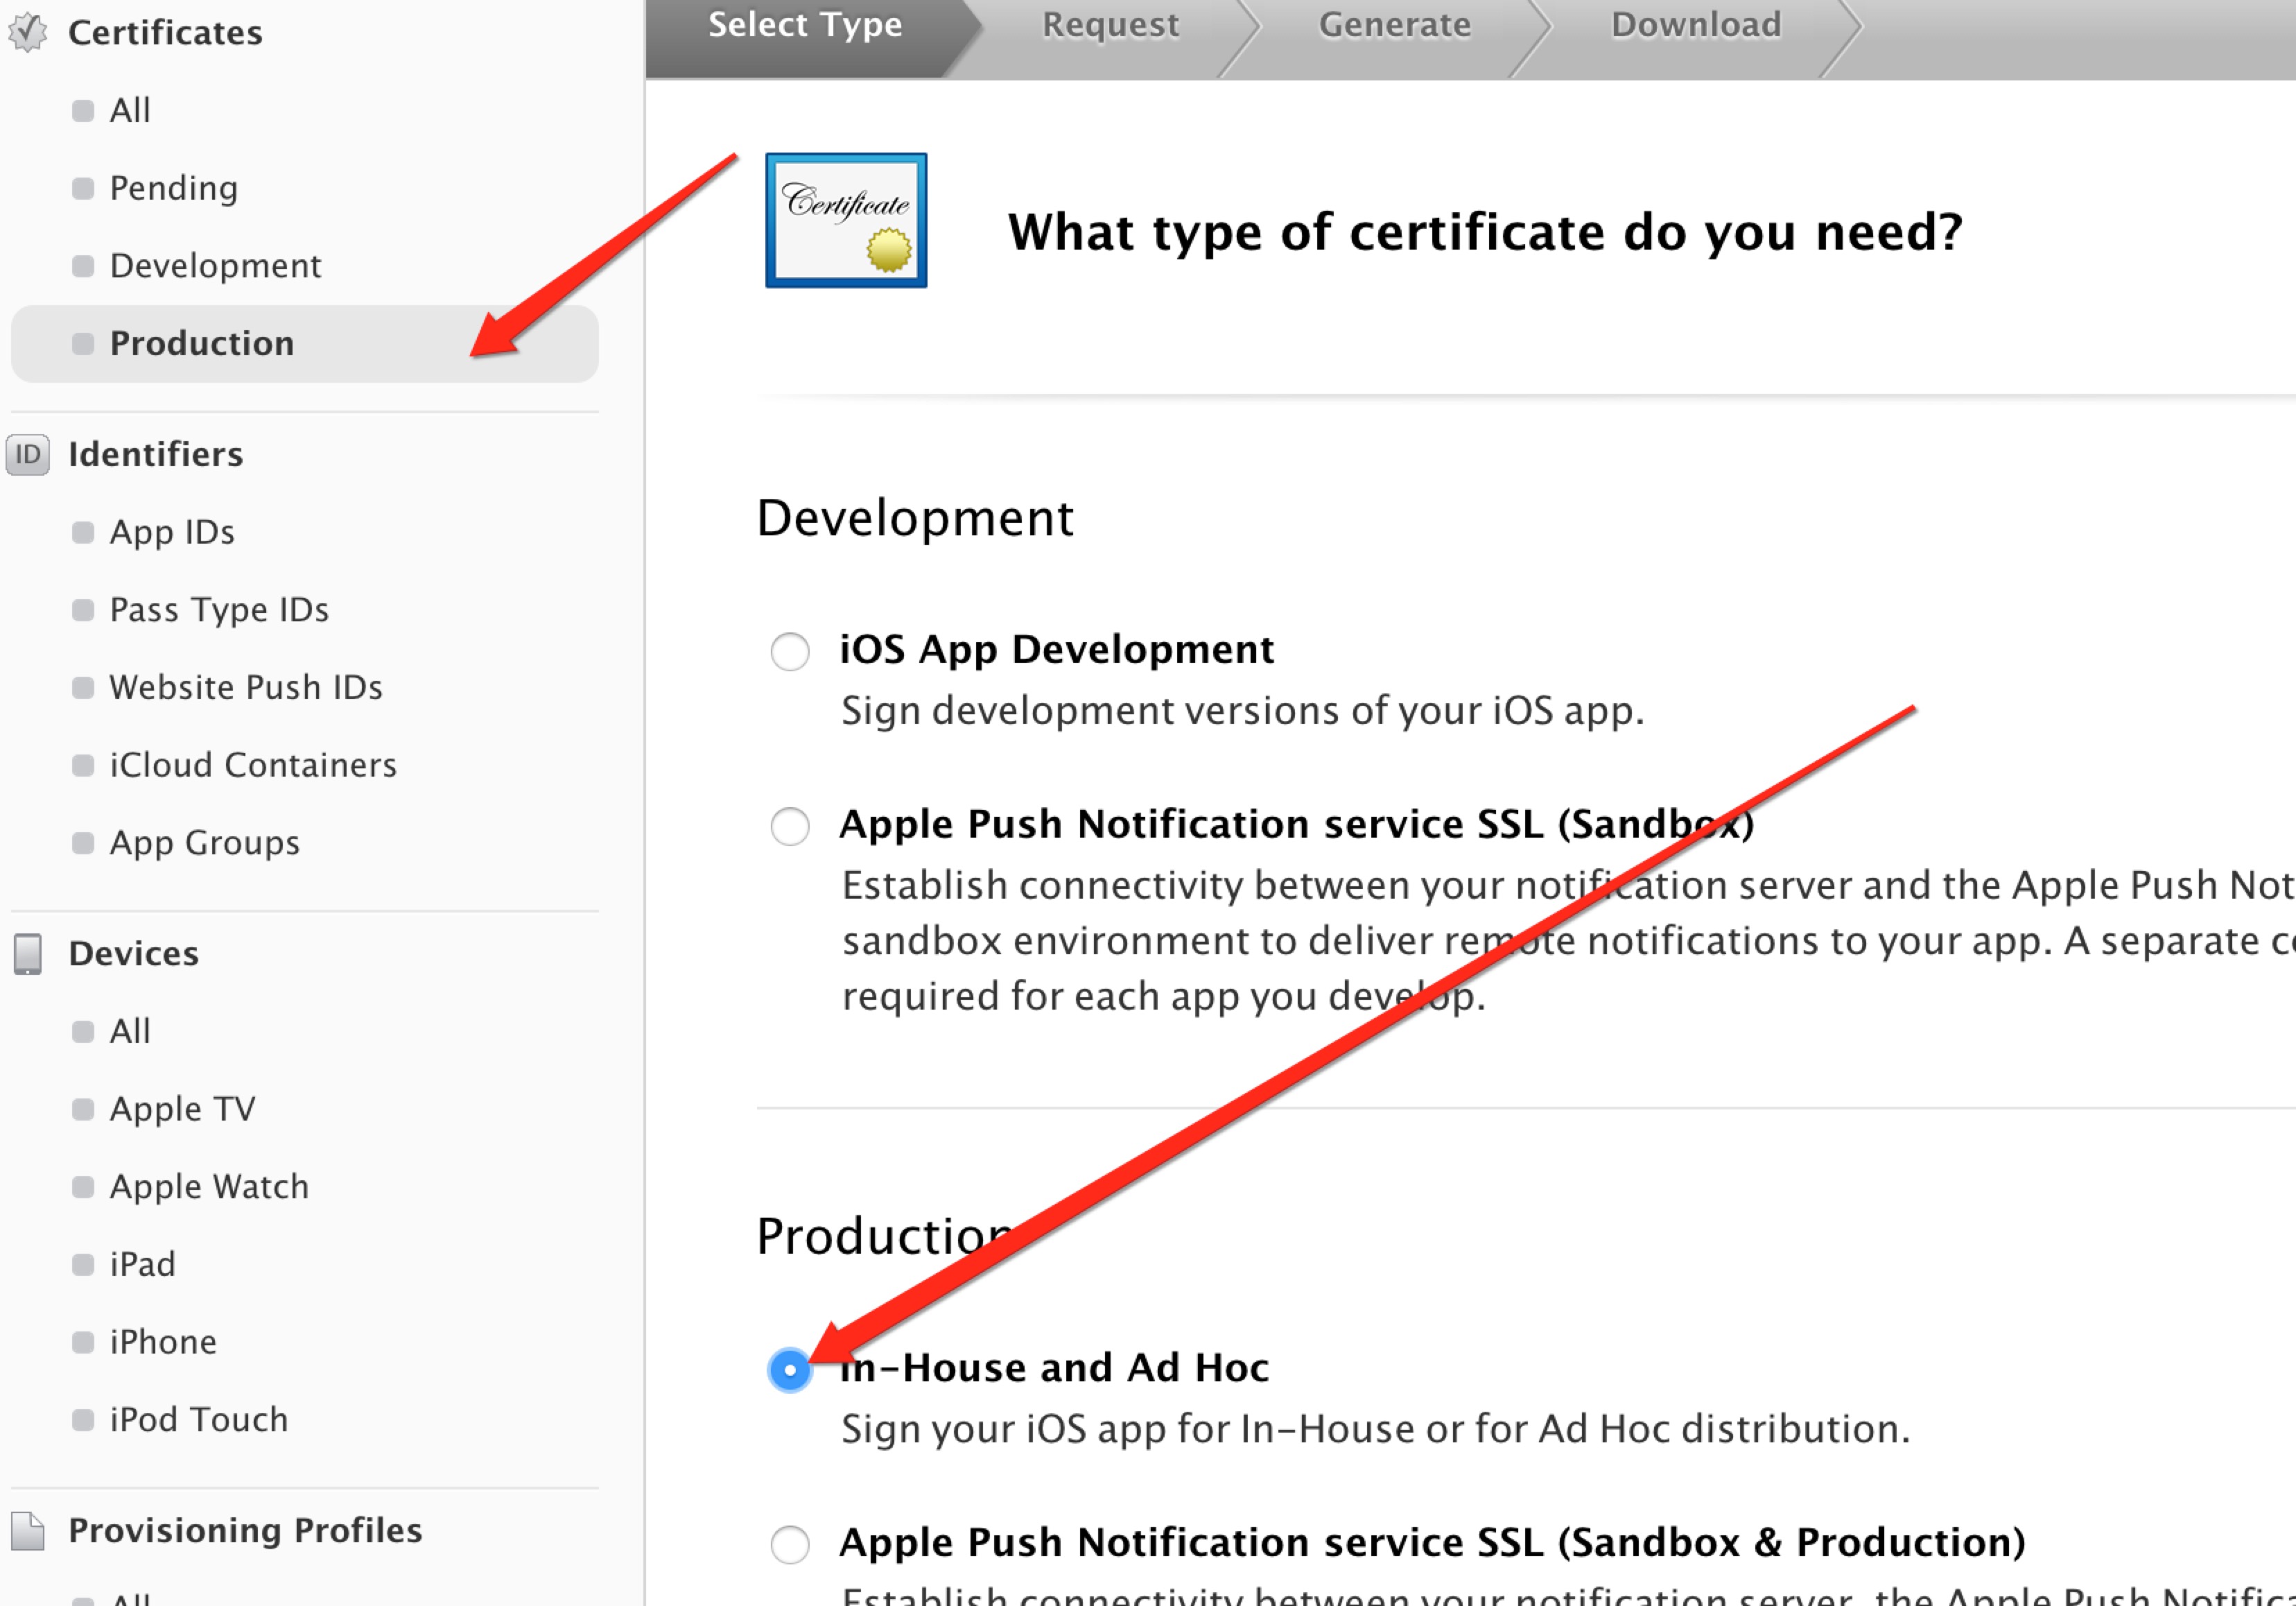 Certificates
All
Pending
Development
Production
ID
Identifiers
App IDs
Pass Type IDs
Website Push IDs
iCloud Containers
App Groups
Devices
All
Apple TV
Apple Watch
iPad
iPhone
iPod Touch
Provisioning Profiles
All
Select Type
Request
Generate
Download
Certificate
What type of certificate do you need?
Development
iOS App Development
Sign development versions of your iOS app.
Apple Push Notification service SSL (Sandbox)
Establish connectivity between your notification server and the Apple Push Not
sandbox environment to deliver remote notifications to your app. A separate c
required for each app you develop.
Production
In-House and Ad Hoc
Sign your iOS app for In-House or for Ad Hoc distribution.
Apple Push Notification service SSL (Sandbox & Production)
Establish connectivity between your notification server, the Apple Push Notific